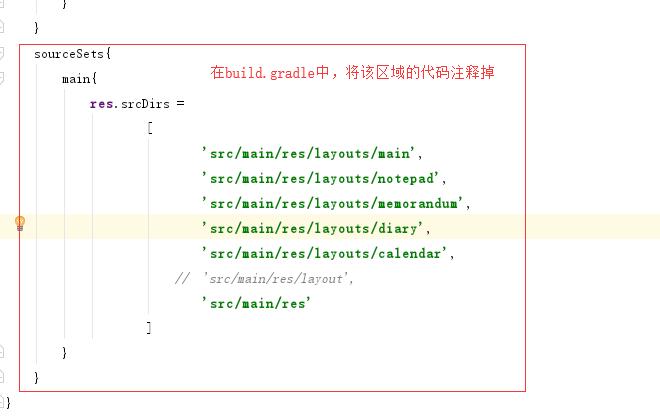 }
}
sourceSets{
main{
在build.gradle中，将该区域的代码注释掉
res.srcDirs =
[
'src/main/res/layouts/main',
'src/main/res/layouts/notepad',
'src/main/res/layouts/memorandum',
'src/main/res/layouts/diary',
'src/main/res/layouts/calendar',
// 'src/main/res/layout',
'src/main/res'
]
}
}
}